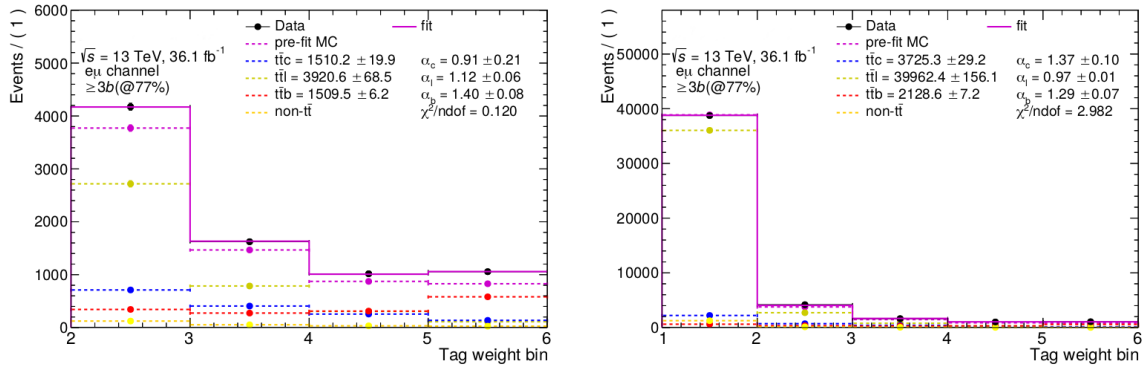 Events / ( 1 )
6000
5000
4000
3000
2000
1000
0
√s = 13 TeV, 36.1 fb⁻¹
eμ channel
≥3b(@77%)
Data
fit
pre-fit MC
tt̄c = 1510.2 ±19.9
αc = 0.91 ±0.21
tt̄l = 3920.6 ±68.5
αl = 1.12 ±0.06
tt̄b = 1509.5 ±6.2
αb = 1.40 ±0.08
non-tt̄
χ²/ndof = 0.120
2 3 4 5 6
Tag weight bin
Events / ( 1 )
50000
40000
30000
20000
10000
0
√s = 13 TeV, 36.1 fb⁻¹
eμ channel
≥3b(@77%)
Data
fit
pre-fit MC
tt̄c = 3725.3 ±29.2
αc = 1.37 ±0.10
tt̄l = 39962.4 ±156.1
αl = 0.97 ±0.01
tt̄b = 2128.6 ±7.2
αb = 1.29 ±0.07
non-tt̄
χ²/ndof = 2.982
1 2 3 4 5 6
Tag weight bin